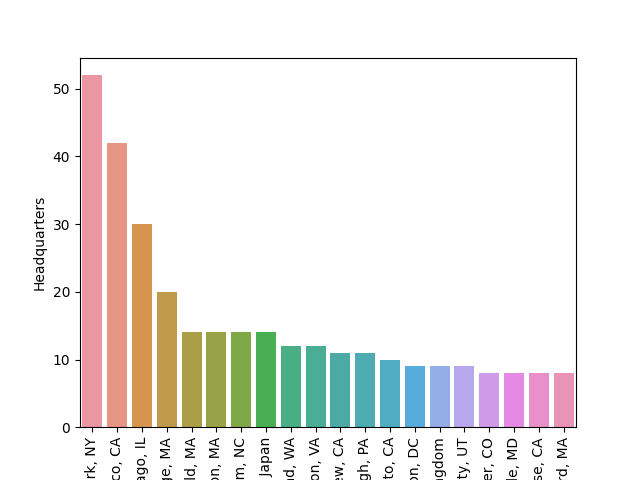 50
40
30
20
10
0
Headquarters
rk, NY
co, CA
ago, IL
ge, MA
ld, MA
on, MA
m, NC
Japan
nd, WA
on, VA
ew, CA
gh, PA
to, CA
on, DC
gdom
ty, UT
er, CO
le, MD
se, CA
rd, MA